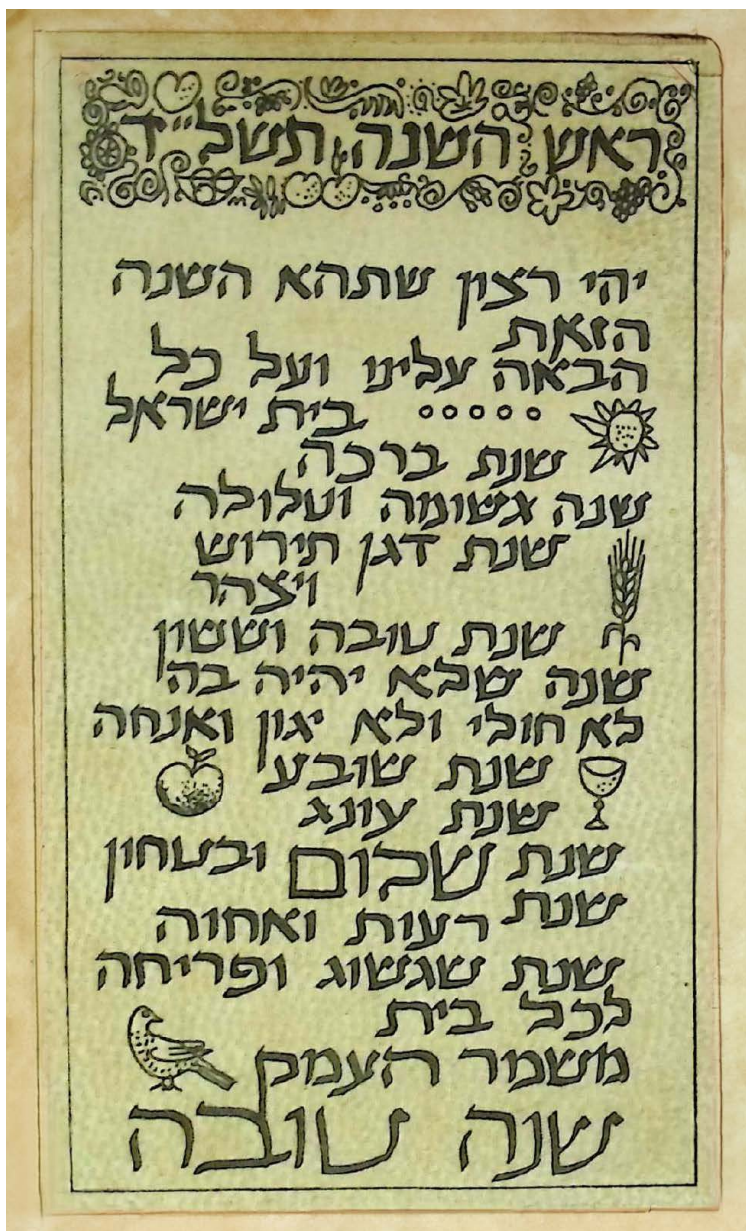 ראש השנה תשל״ד
יהי רצון שתהא השנה
הזאת
הבאה עלינו ועל כל
בית ישראל
שנת ברכה
שנה גשומה וטלולה
שנת דגן תירוש
ויצהר
שנת טובה וששון
שנה שלא יהיה בה
לא חולי ולא יגון ואנחה
שנת שובע
שנת עונג
שנת שלום ובטחון
שנת
רעות ואחוה
שנת שגשוג ופריחה
לכל בית
משמר העמק
שנה טובה